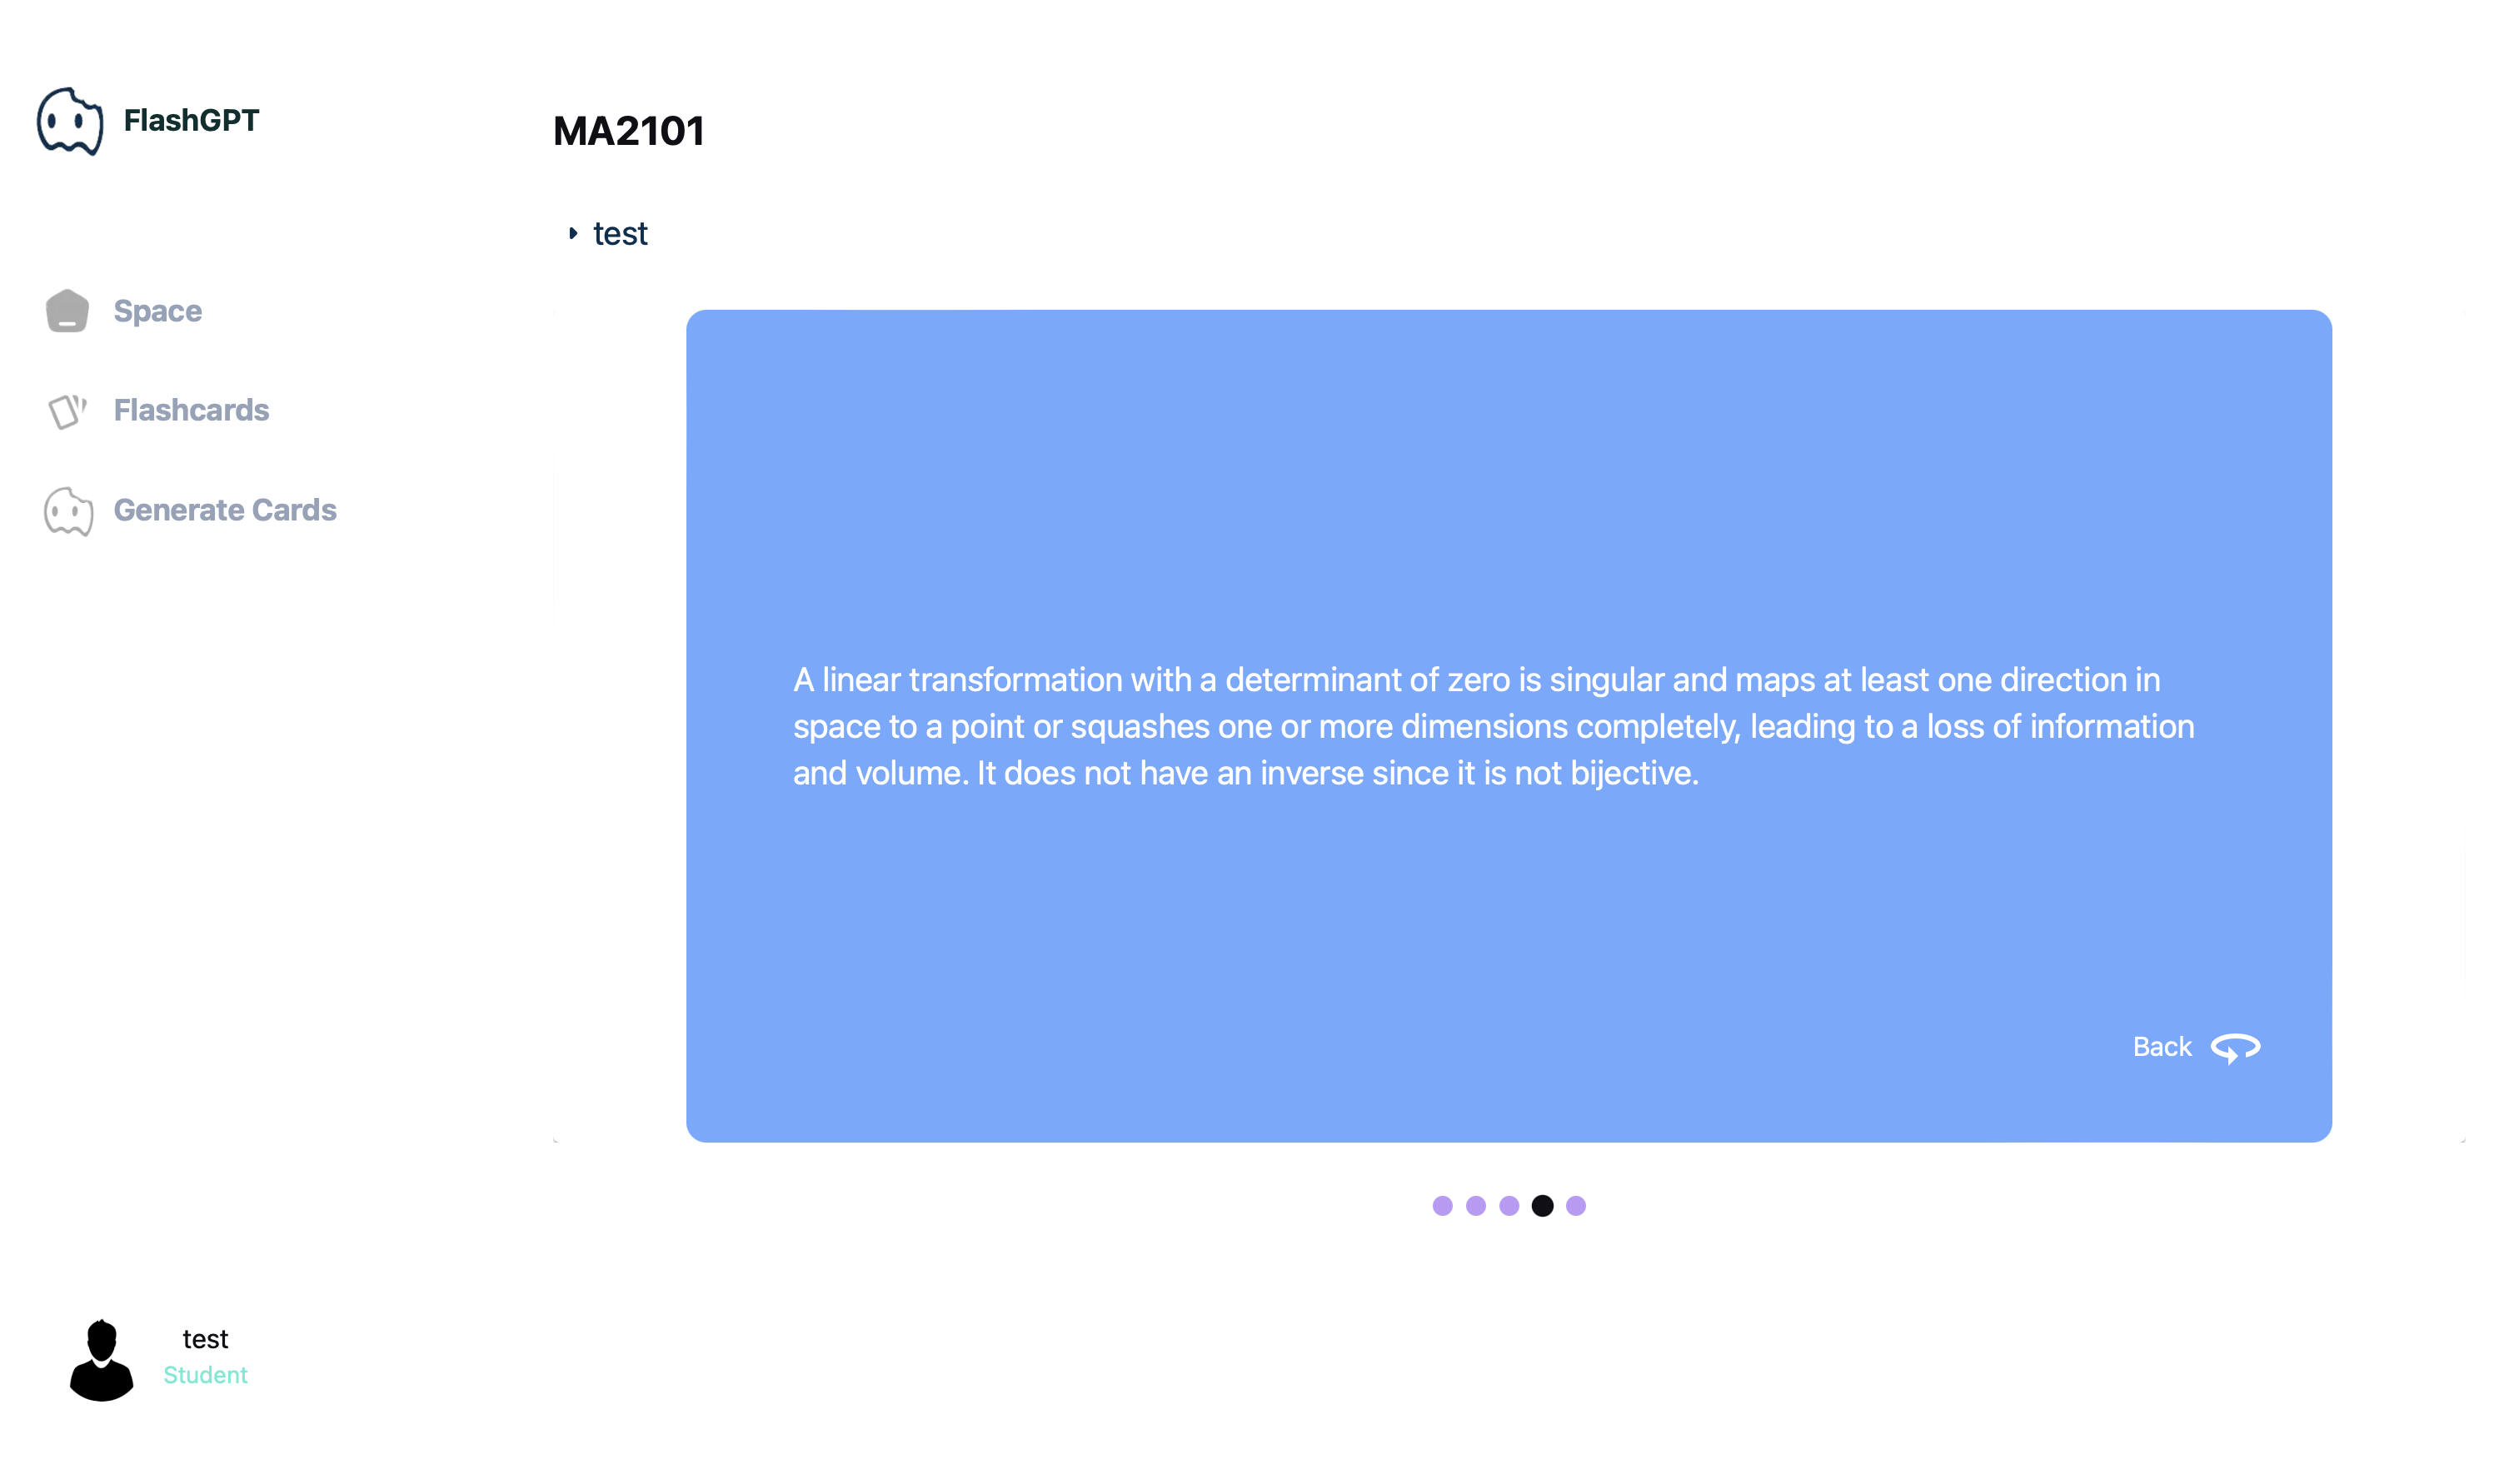 FlashGPT
MA2101
test
Space
Flashcards
Generate Cards
A linear transformation with a determinant of zero is singular and maps at least one direction in
space to a point or squashes one or more dimensions completely, leading to a loss of information
and volume. It does not have an inverse since it is not bijective.
Back
test
Student